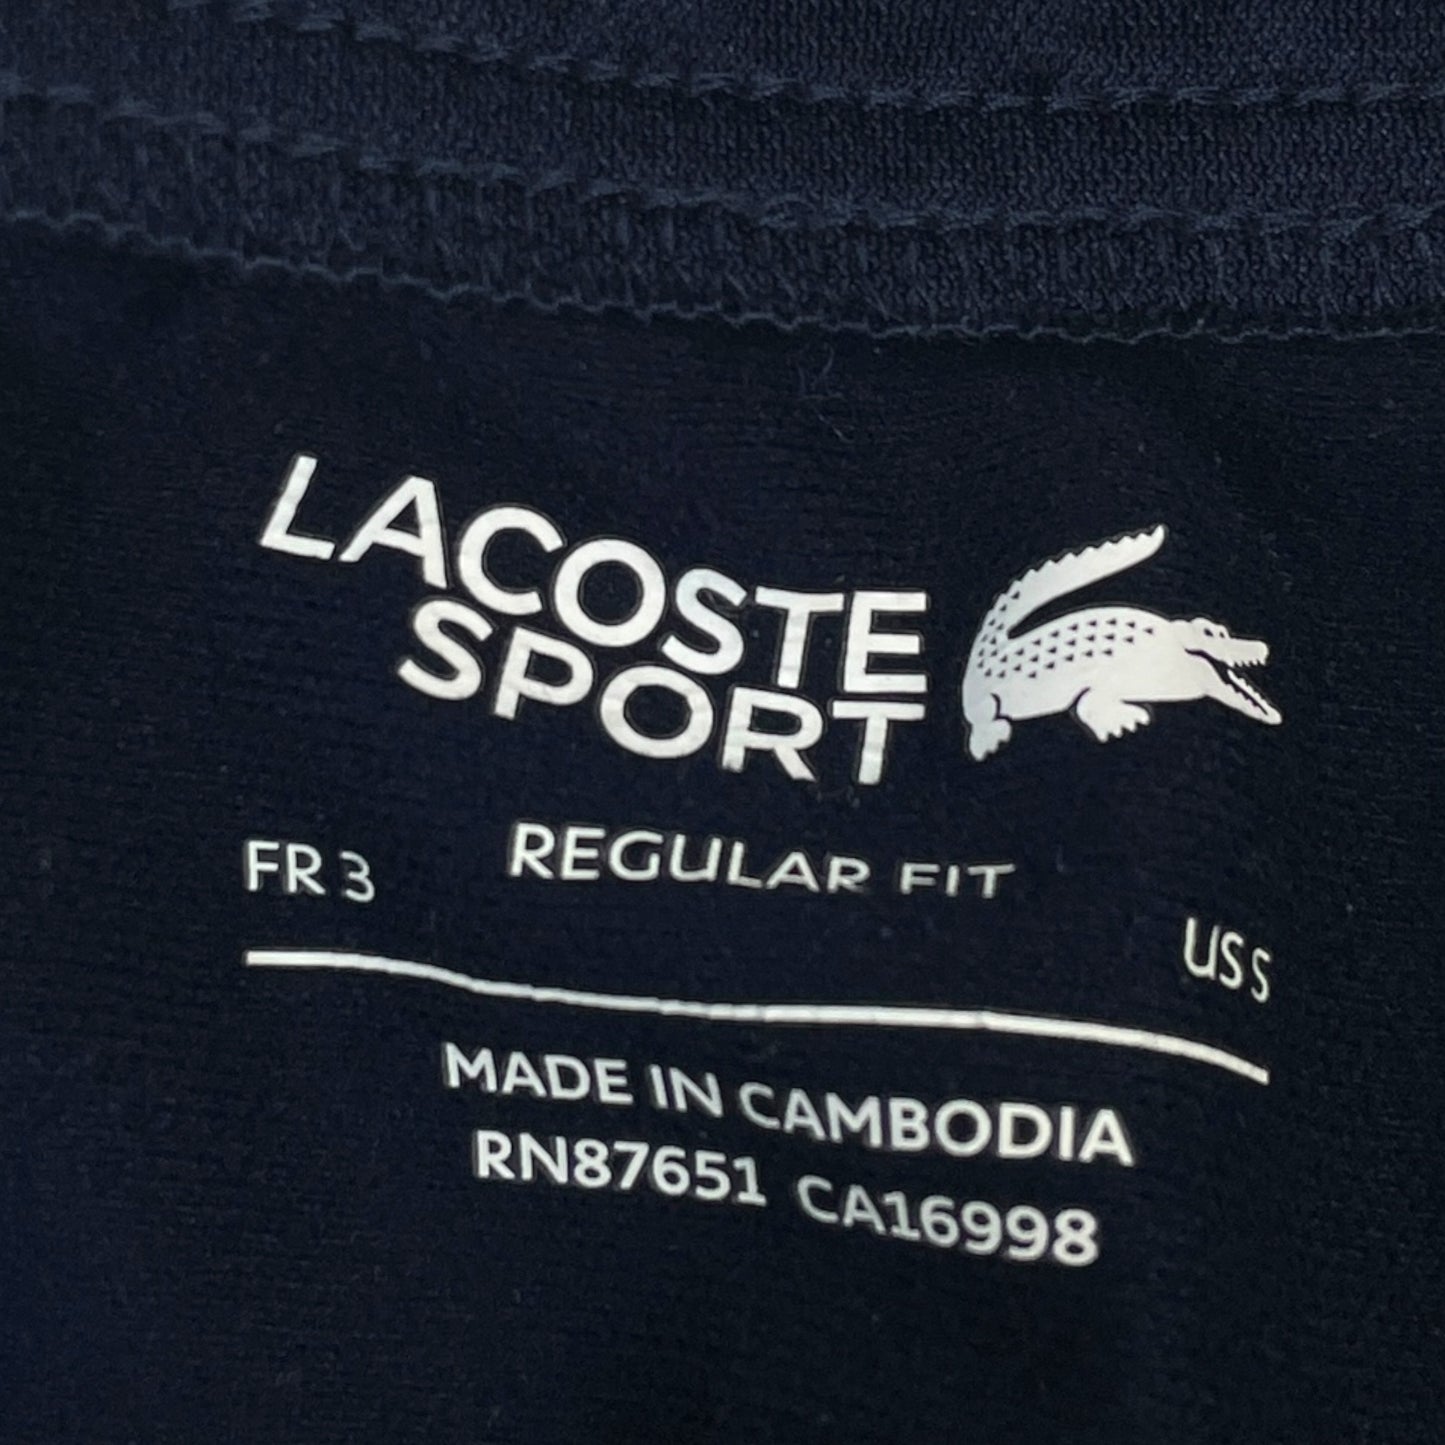 LACOSTE
SPORT
REGULAR FIT
FR 3
US S
MADE IN CAMBODIA
RN87651 CA16998